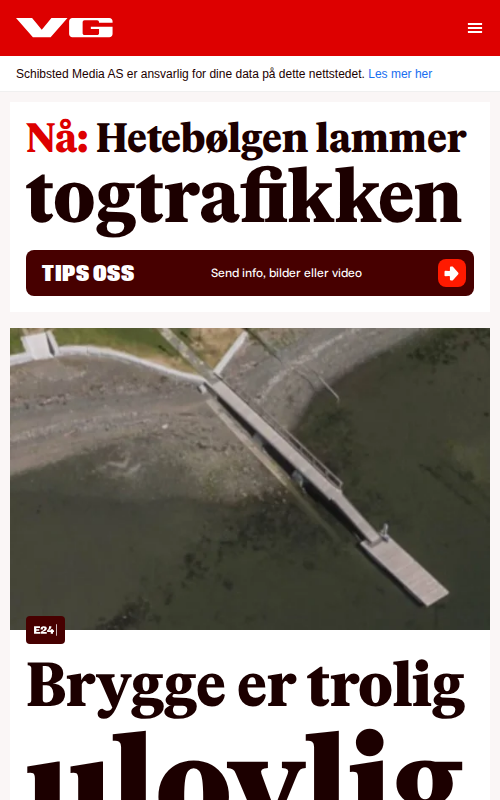 VG
Schibsted Media AS er ansvarlig for dine data på dette nettstedet. Les mer her
Nå: Hetebølgen lammer
togtrafikken
TIPS OSS
Send info, bilder eller video
E24
Brygge er trolig
ulovlig